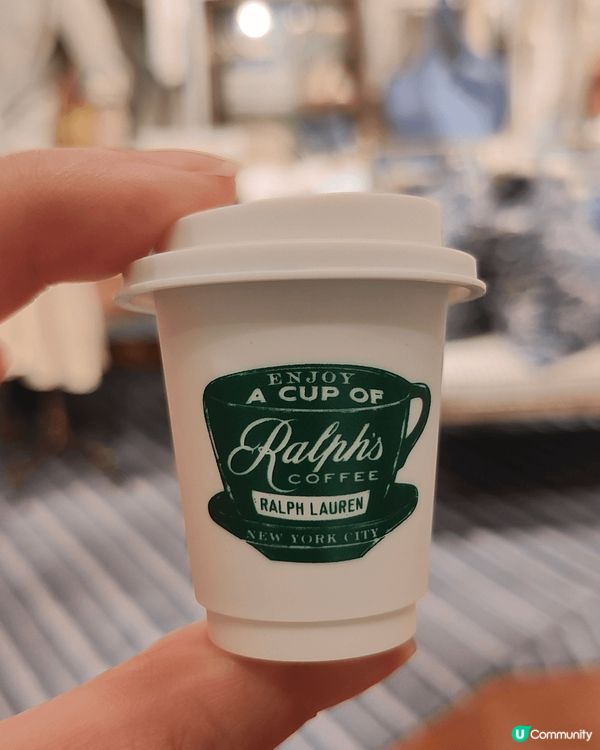 ENJOY
A CUP OF
Ralph's
COFFEE
RALPH LAUREN
NEW YORK CITY
U Community